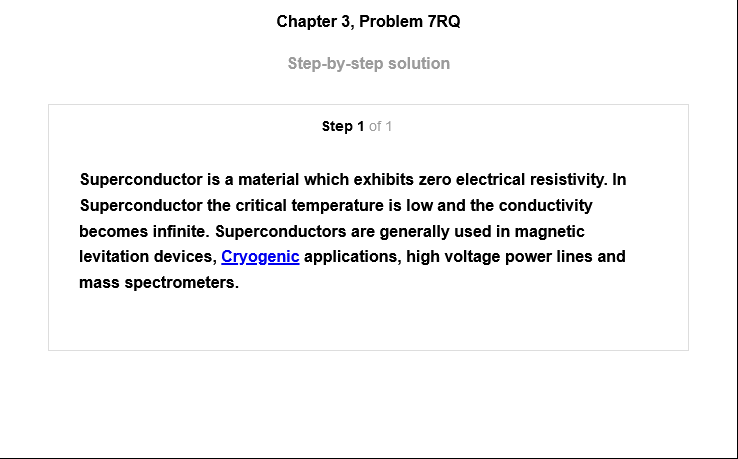 Chapter 3, Problem 7RQ
Step-by-step solution
Step 1 of 1
Superconductor is a material which exhibits zero electrical resistivity. In
Superconductor the critical temperature is low and the conductivity
becomes infinite. Superconductors are generally used in magnetic
levitation devices, Cryogenic applications, high voltage power lines and
mass spectrometers.